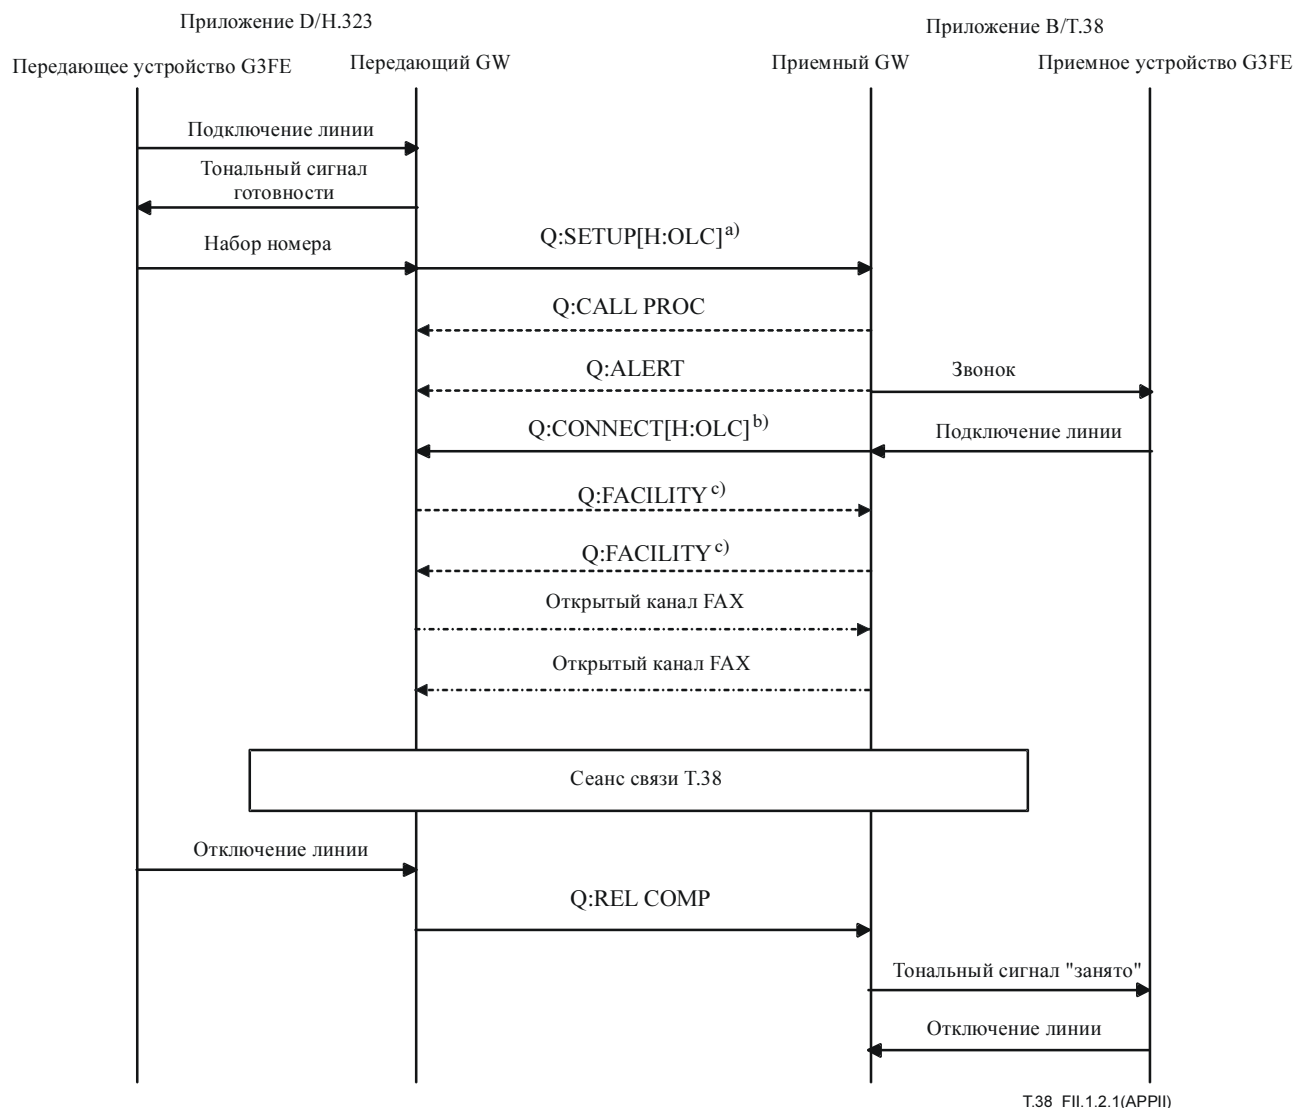 Приложение D/H.323
Приложение B/T.38
Передающее устройство G3FE
Передающий GW
Приемный GW
Приемное устройство G3FE
Подключение линии
Тональный сигнал
готовности
Набор номера
Q:SETUP[H:OLC]a)
Q:CALL PROC
Q:ALERT
Звонок
Q:CONNECT[H:OLC]b)
Подключение линии
Q:FACILITYc)
Q:FACILITYc)
Открытый канал FAX
Открытый канал FAX
Сеанс связи T.38
Отключение линии
Q:REL COMP
Тональный сигнал "занято"
Отключение линии
T.38_FII.1.2.1(APPII)